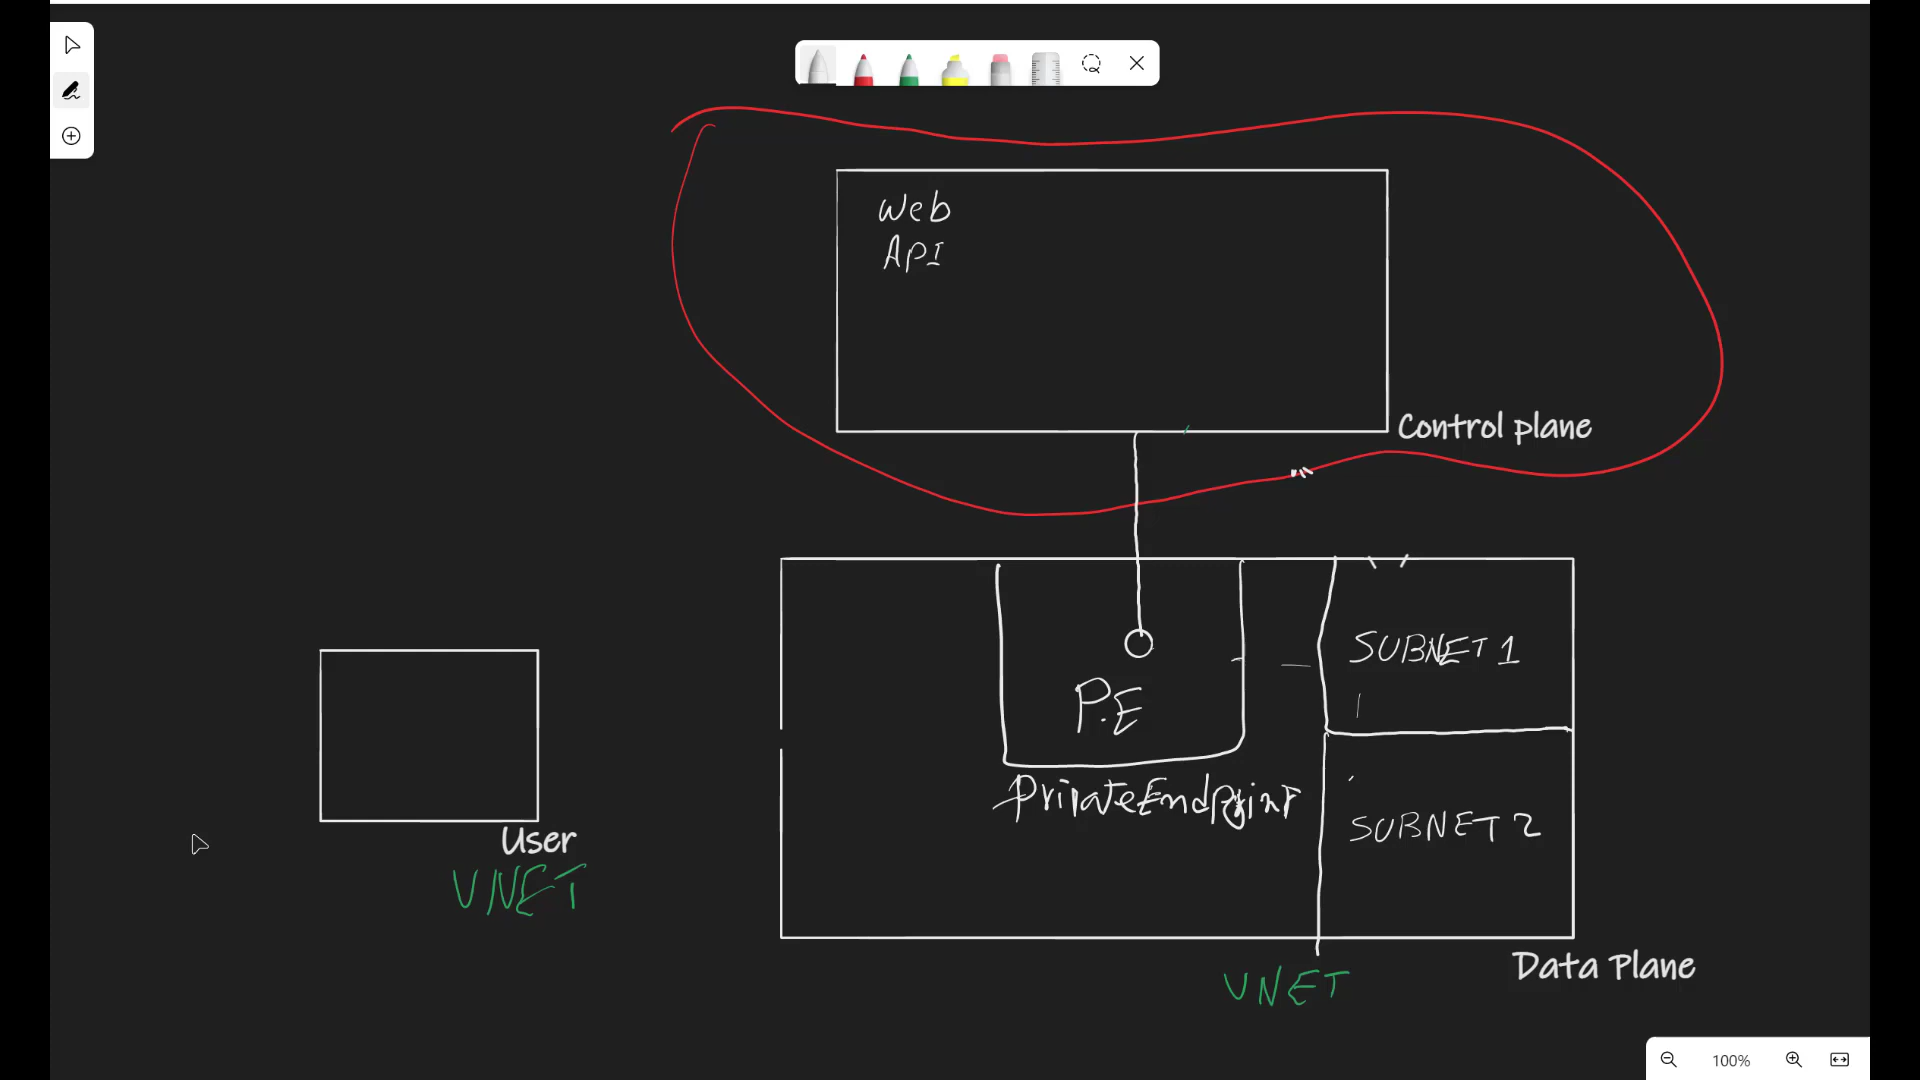 Web
API
Control plane
SUBNET 1
P.E
PrivateEndpoint
SUBNET 2
User
VNET
Data Plane
VNET
100%